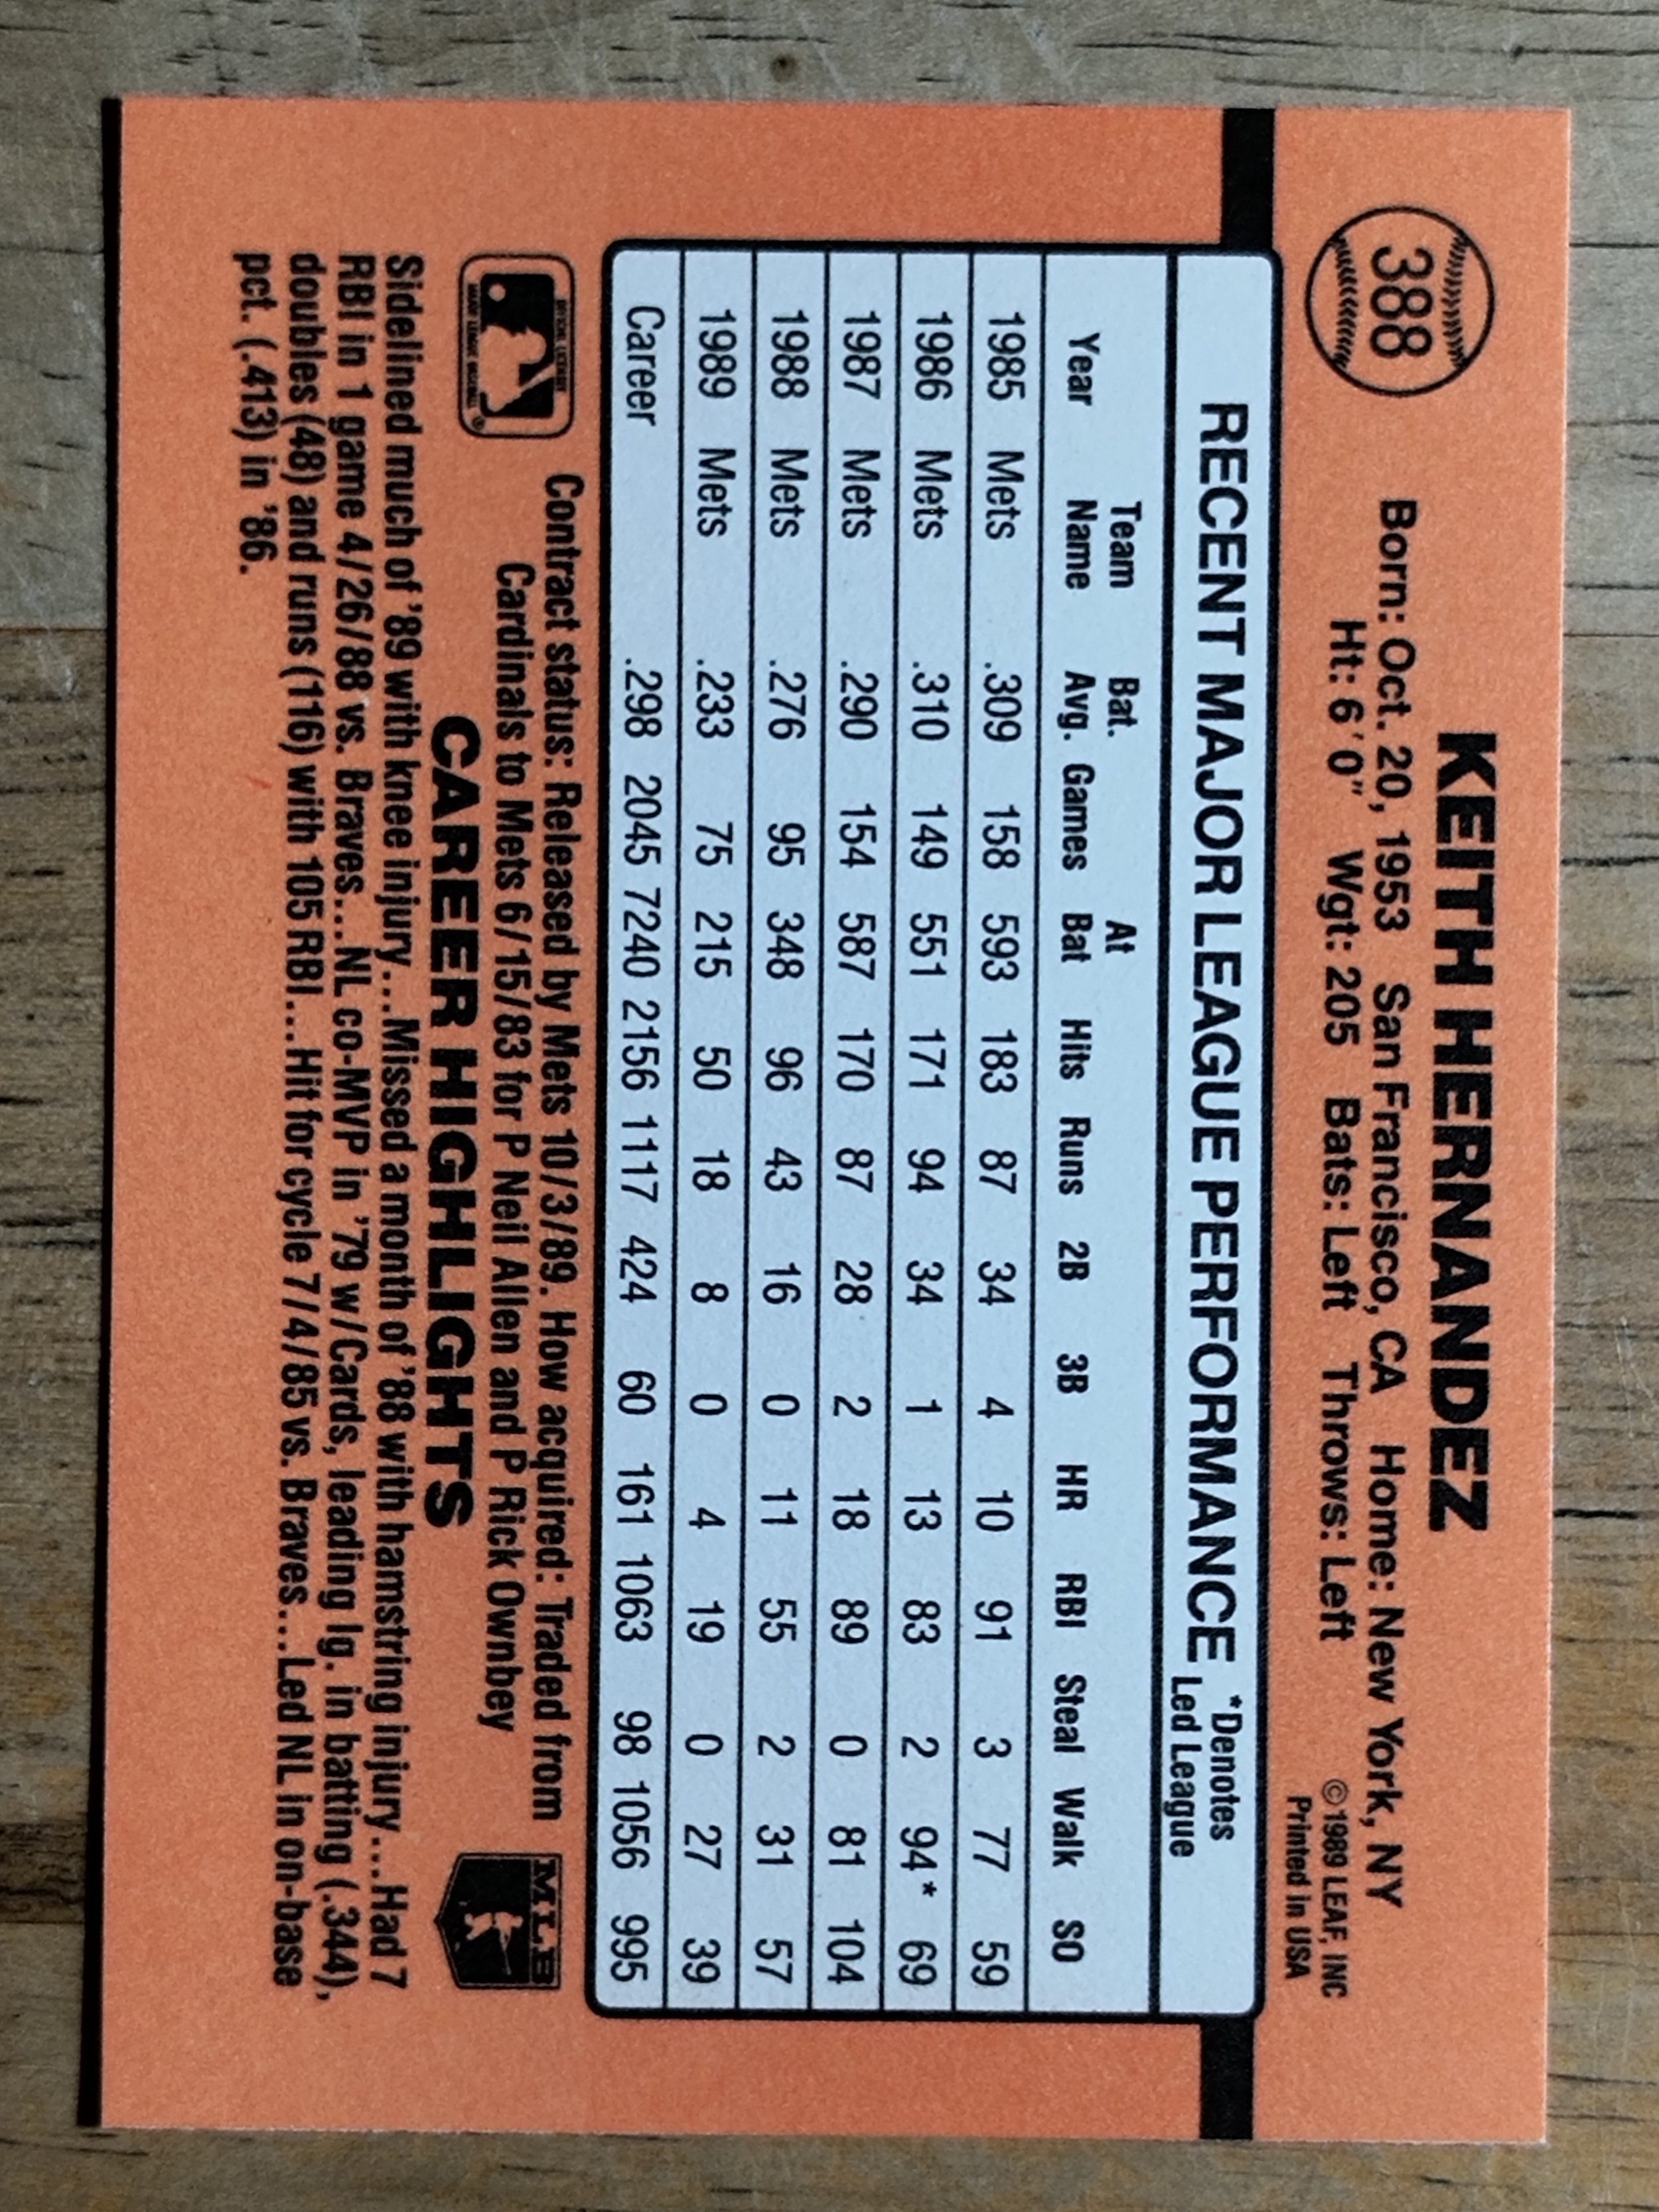 388
KEITH HERNANDEZ
Born: Oct. 20, 1953 San Francisco, CA Home: New York, NY
Ht: 6'0" Wgt: 205 Bats: Left Throws: Left
©1989 LEAF, INC
Printed in USA
RECENT MAJOR LEAGUE PERFORMANCE *Denotes Led League
Year Team Name Bat. Avg. Games At Bat Hits Runs 2B 3B HR RBI Steal Walk SO
1985 Mets .309 158 593 183 87 34 4 10 91 3 77 59
1986 Mets .310 149 551 171 94 34 1 13 83 2 94* 69
1987 Mets .290 154 587 170 87 28 2 18 89 0 81 104
1988 Mets .276 95 348 96 43 16 0 11 55 2 31 57
1989 Mets .233 75 215 50 18 8 0 4 19 0 27 39
Career .298 2045 7240 2156 1117 424 60 161 1063 98 1056 995
Contract status: Released by Mets 10/3/89. How acquired: Traded from
Cardinals to Mets 6/15/83 for P Neil Allen and P Rick Ownbey
MLB
CAREER HIGHLIGHTS
Sidelined much of '89 with knee injury...Missed a month of '88 with hamstring injury...Had 7
RBI in 1 game 4/26/88 vs. Braves...NL co-MVP in '79 w/Cards, leading lg. in batting (.344),
doubles (48) and runs (116) with 105 RBI...Hit for cycle 7/4/85 vs. Braves...Led NL in on-base
pct. (.413) in '86.